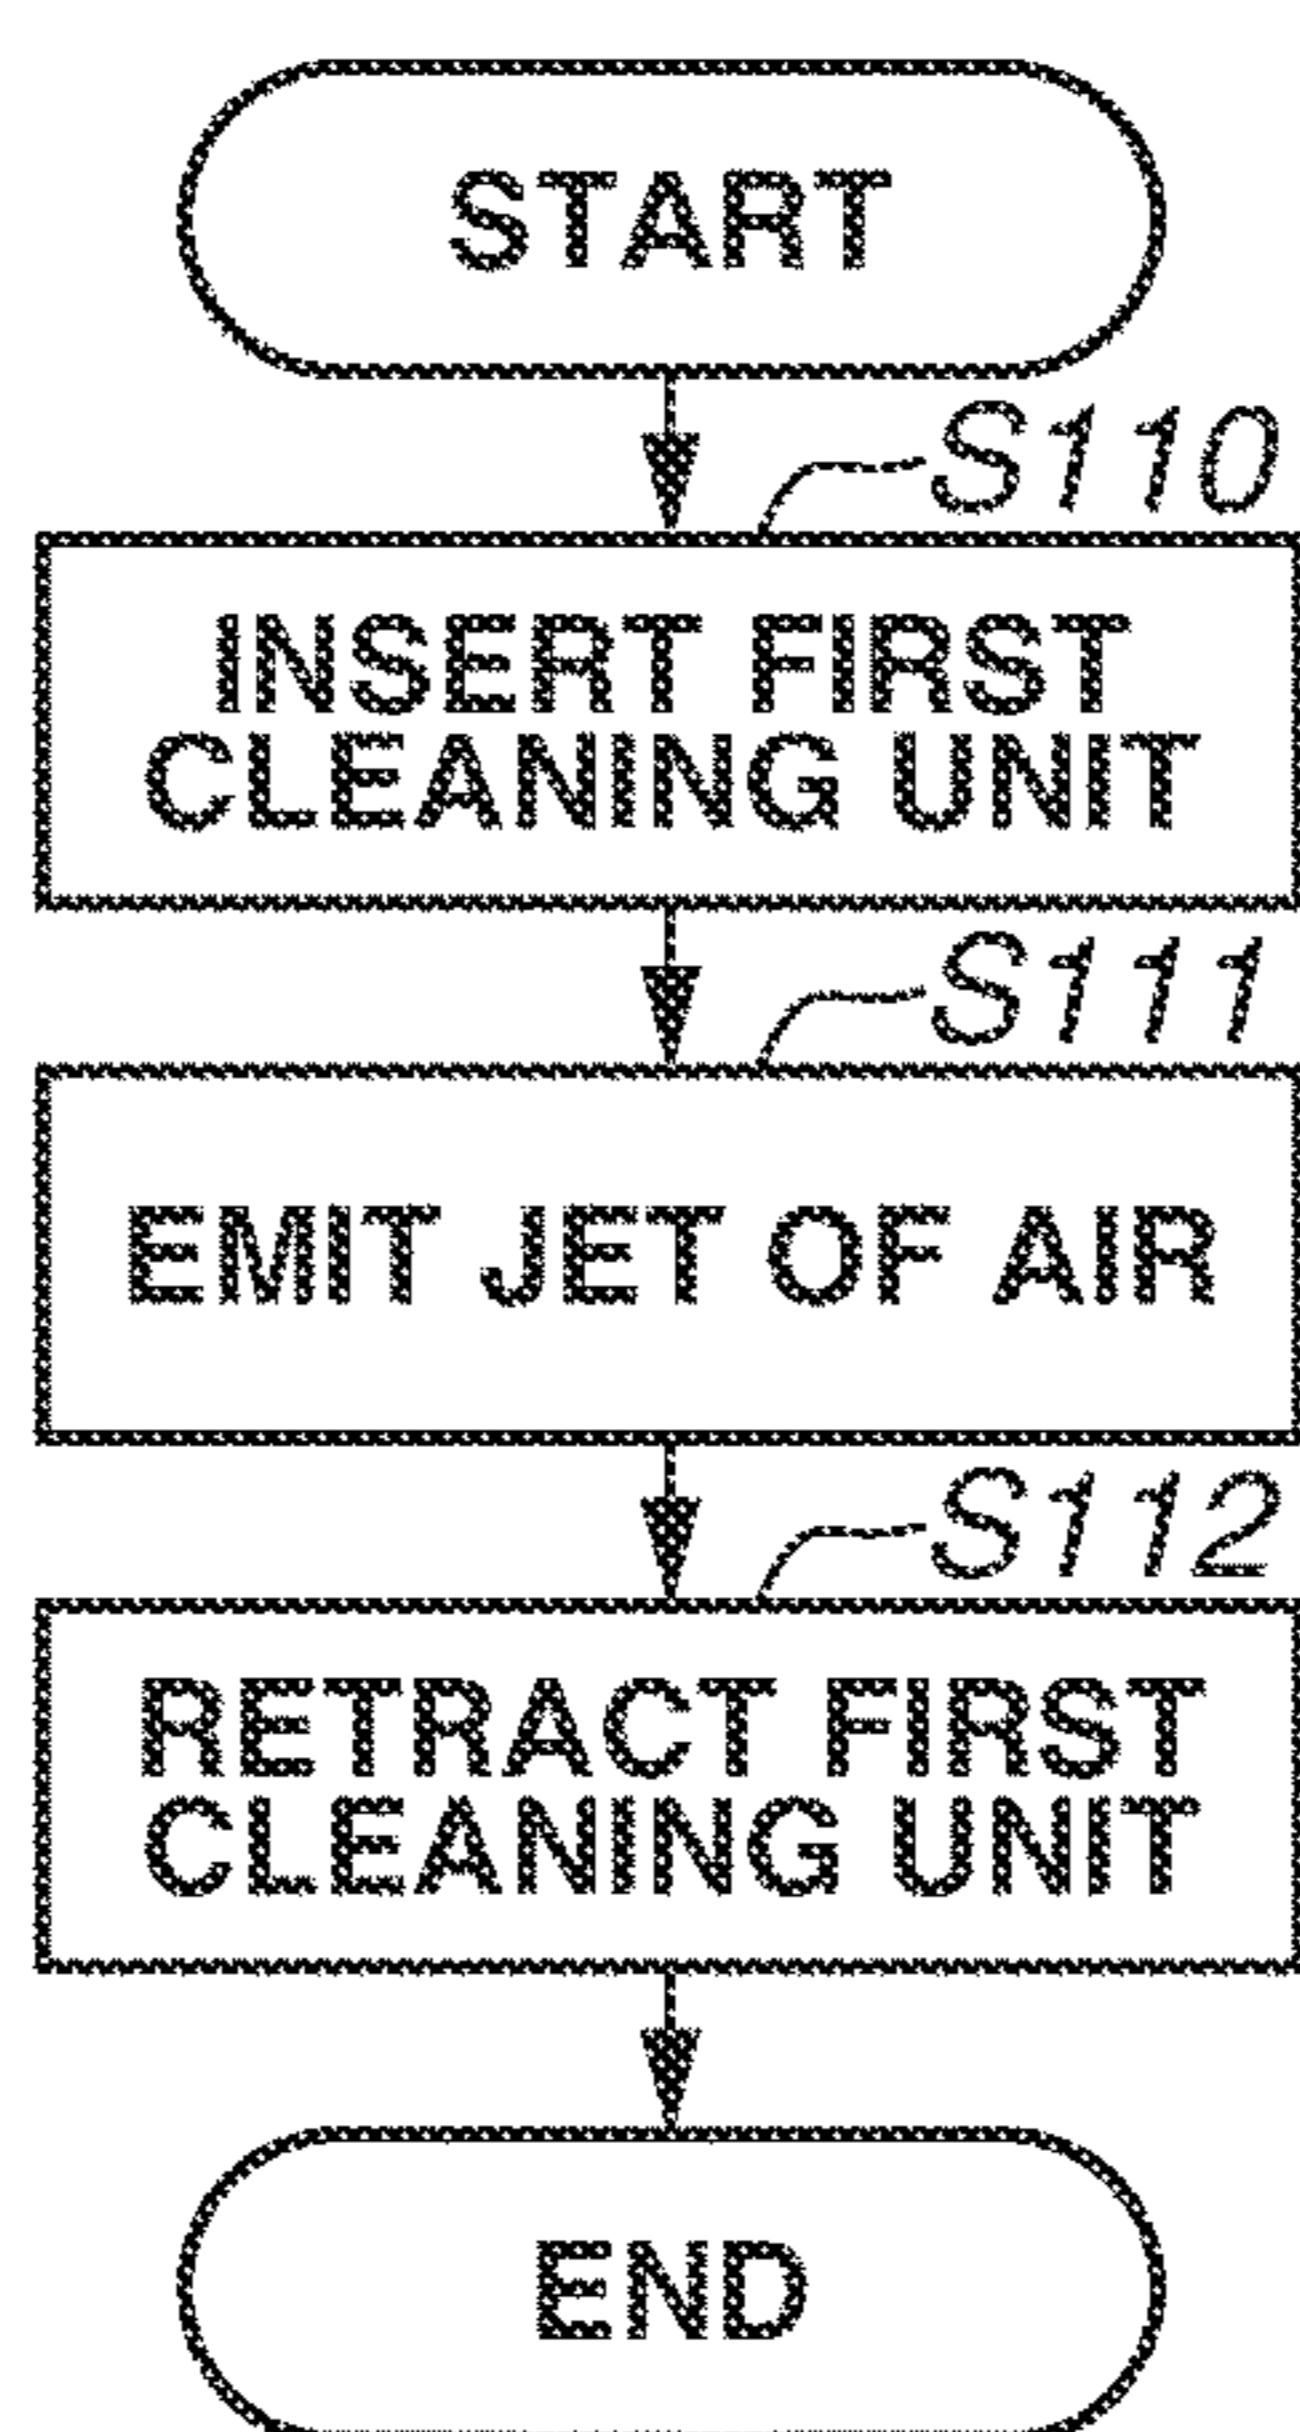 START
S110
INSERT FIRST
CLEANING UNIT
S111
EMIT JET OF AIR
S112
RETRACT FIRST
CLEANING UNIT
END